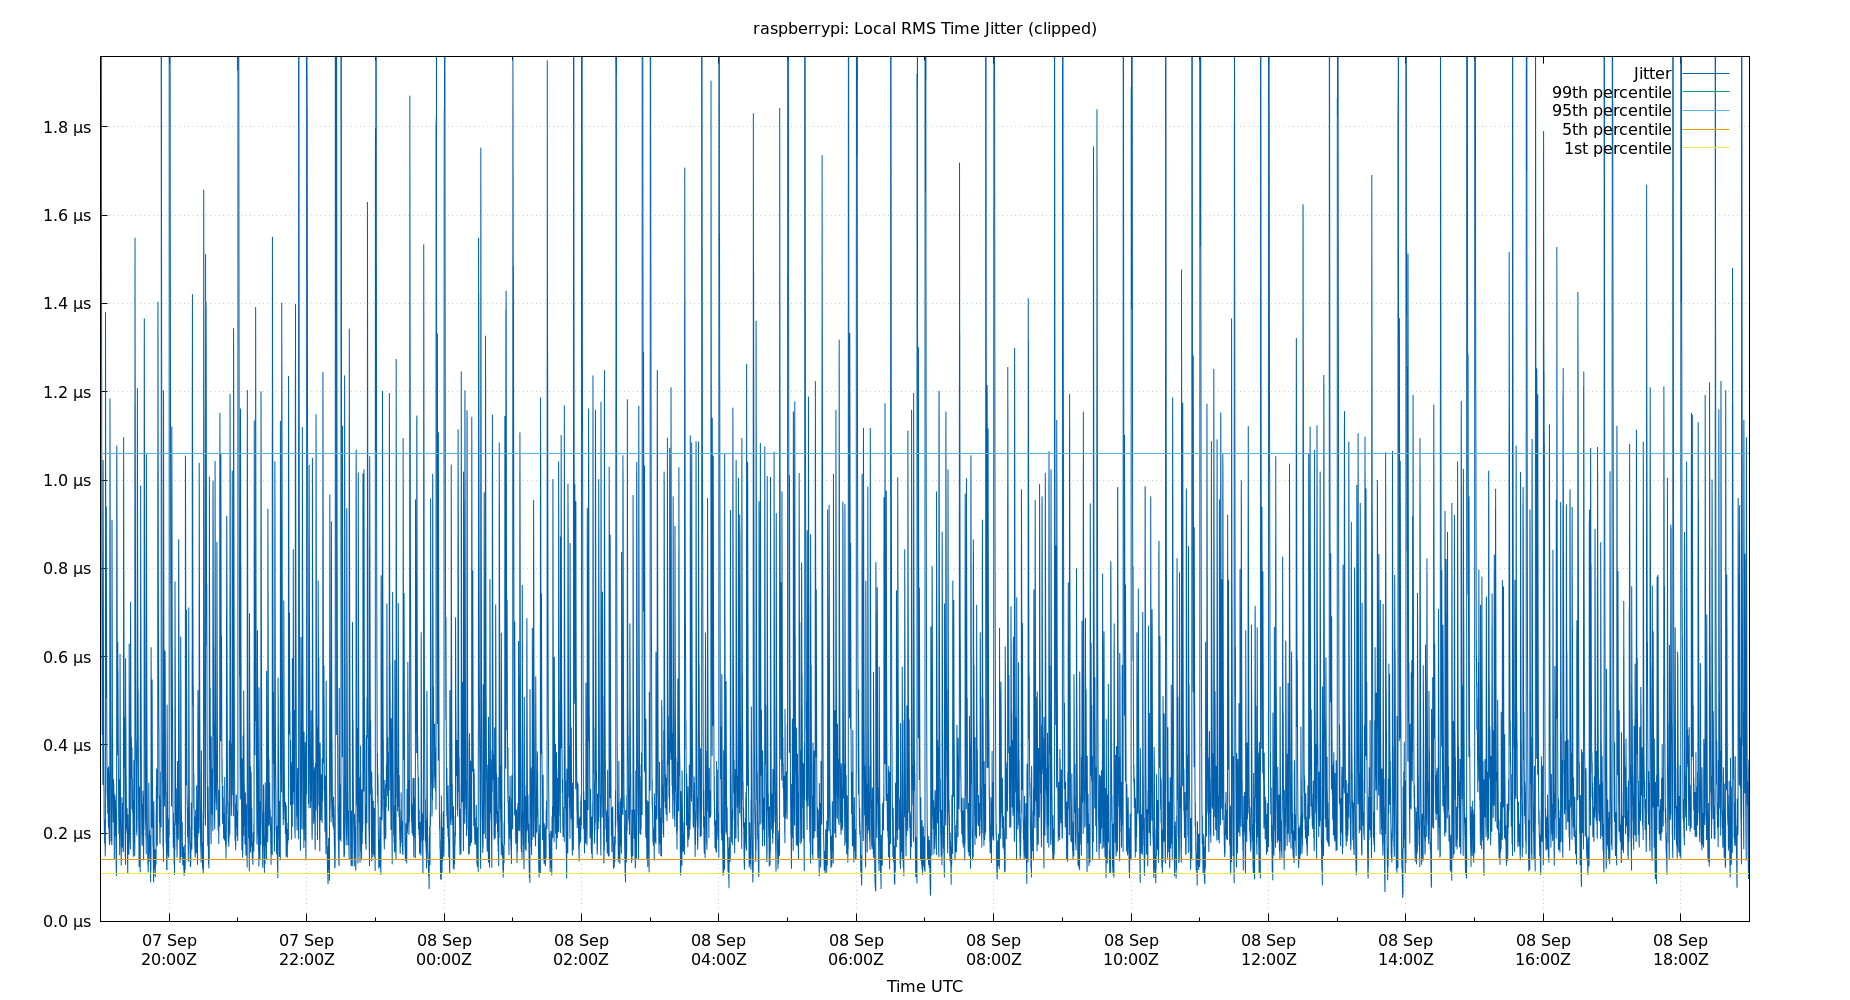 raspberrypi: Local RMS Time Jitter (clipped)
Jitter
99th percentile
95th percentile
5th percentile
1st percentile
1.8 μs
1.6 μs
1.4 μs
1.2 μs
1.0 μs
0.8 μs
0.6 μs
0.4 μs
0.2 μs
0.0 μs
07 Sep
20:00Z
07 Sep
22:00Z
08 Sep
00:00Z
08 Sep
02:00Z
08 Sep
04:00Z
08 Sep
06:00Z
08 Sep
08:00Z
08 Sep
10:00Z
08 Sep
12:00Z
08 Sep
14:00Z
08 Sep
16:00Z
08 Sep
18:00Z
Time UTC